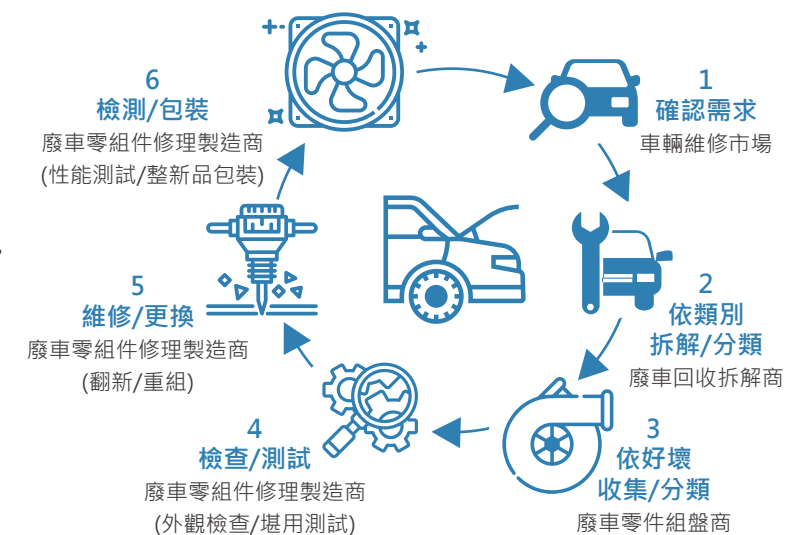 1
確認需求
車輛維修市場
2
依類別
拆解/分類
廢車回收拆解商
3
依好壞
收集/分類
廢車零件組盤商
4
檢查/測試
廢車零組件修理製造商
(外觀檢查/堪用測試)
5
維修/更換
廢車零組件修理製造商
(翻新/重組)
6
檢測/包裝
廢車零組件修理製造商
(性能測試/整新品包裝)